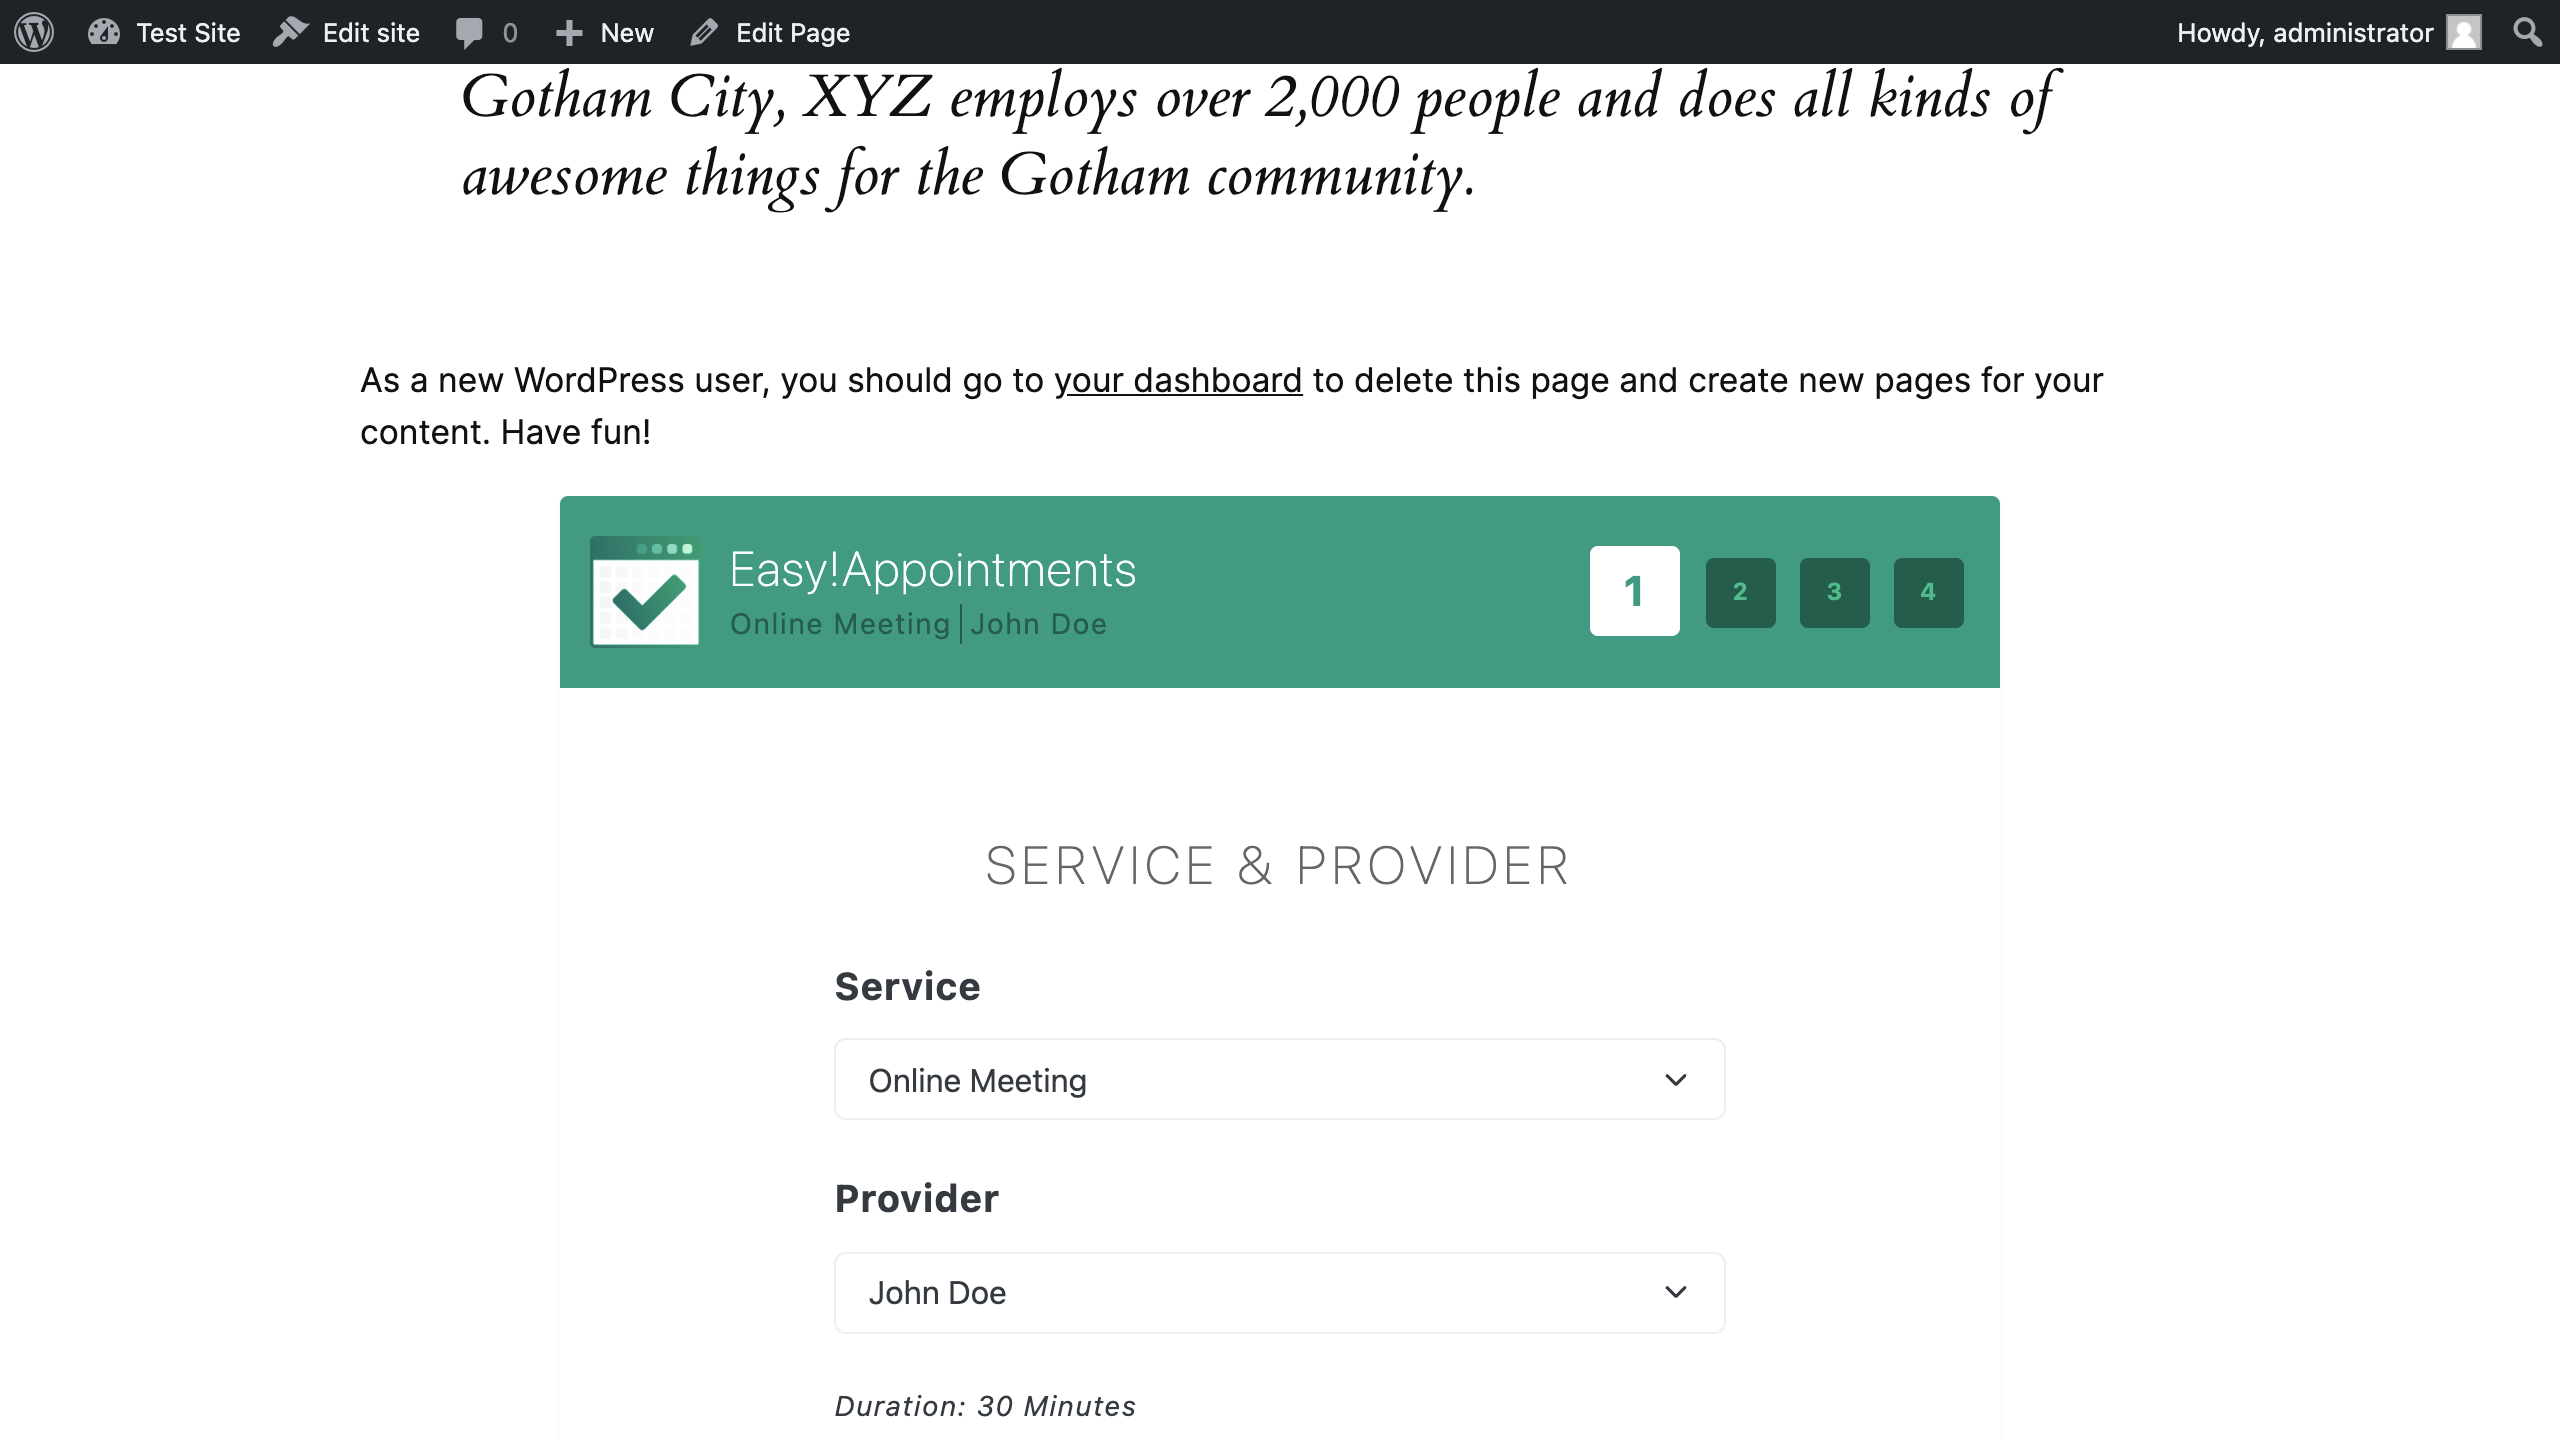 Test Site Edit site 0 New Edit Page Howdy, administrator
Gotham City, XYZ employs over 2,000 people and does all kinds of
awesome things for the Gotham community.
As a new WordPress user, you should go to your dashboard to delete this page and create new pages for your
content. Have fun!
Easy!Appointments
Online Meeting John Doe
1 2 3 4
SERVICE & PROVIDER
Service
Online Meeting
Provider
John Doe
Duration: 30 Minutes